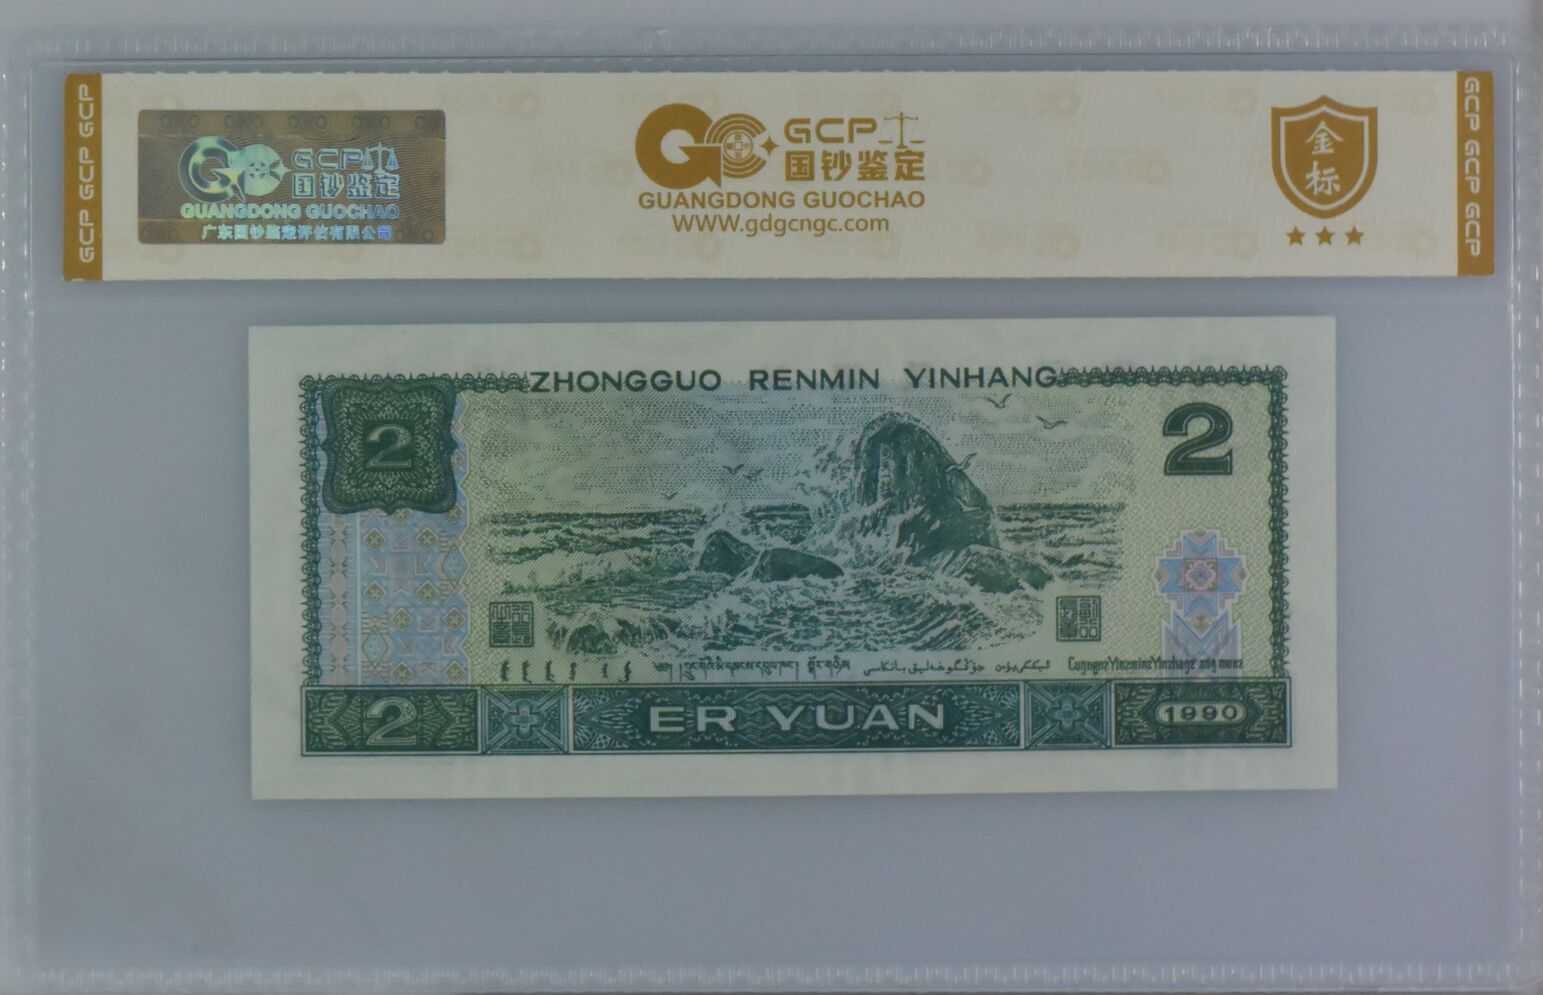 GCP GCP GCP
GCP 国钞鉴定
GUANGDONG GUOCHAO
广东国钞鉴定评估有限公司
GCP
国钞鉴定
GUANGDONG GUOCHAO
WWW.gdgcngc.com
金标
GCP GCP GCP
ZHONGGUO RENMIN YINHANG
2
2
2
ER YUAN
1990